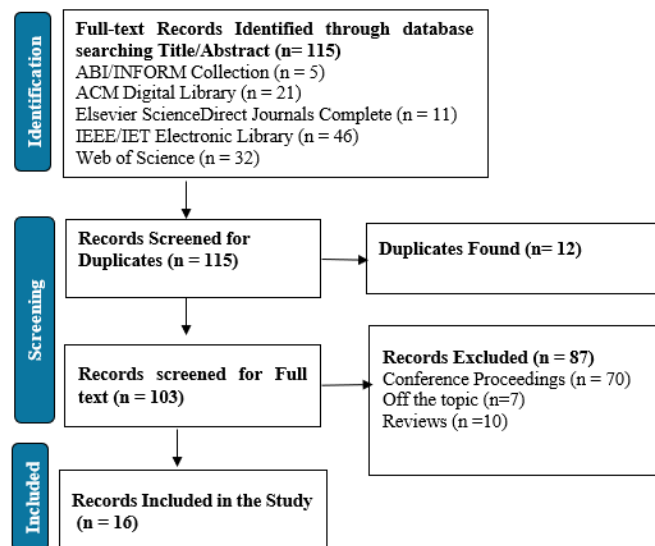 Identification
Full-text Records Identified through database
searching Title/Abstract (n= 115)
ABI/INFORM Collection (n = 5)
ACM Digital Library (n = 21)
Elsevier ScienceDirect Journals Complete (n = 11)
IEEE/IET Electronic Library (n = 46)
Web of Science (n = 32)
Screening
Records Screened for
Duplicates (n = 115)
Duplicates Found (n= 12)
Records screened for Full
text (n = 103)
Records Excluded (n = 87)
Conference Proceedings (n = 70)
Off the topic (n=7)
Reviews (n =10)
Included
Records Included in the Study
(n = 16)